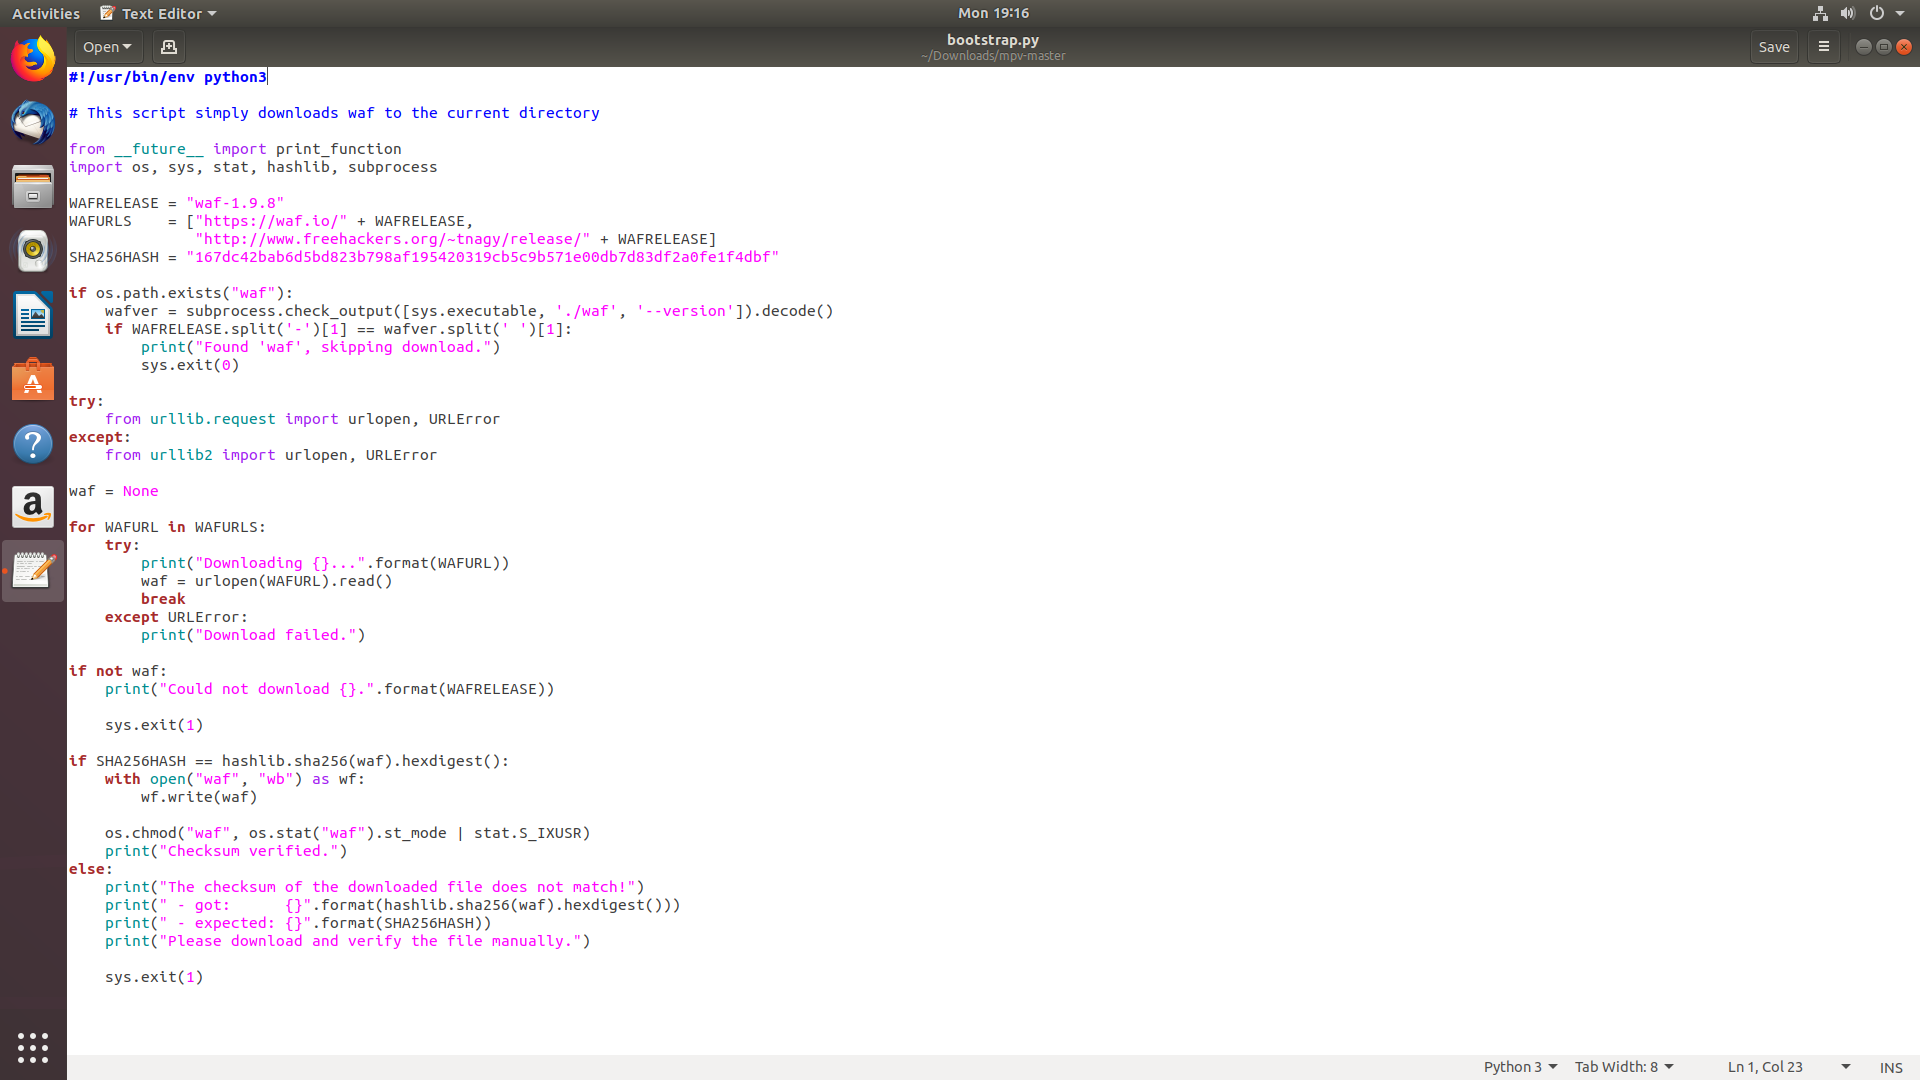 Activities
Text Editor
Mon 19:16
Open
bootstrap.py
~/Downloads/mpv-master
Save
#!/usr/bin/env python3
# This script simply downloads waf to the current directory
from __future__ import print_function
import os, sys, stat, hashlib, subprocess
WAFRELEASE = "waf-1.9.8"
WAFURLS    = ["https://waf.io/" + WAFRELEASE,
              "http://www.freehackers.org/~tnagy/release/" + WAFRELEASE]
SHA256HASH = "167dc42bab6d5bd823b798af195420319cb5c9b571e00db7d83df2a0fe1f4dbf"
if os.path.exists("waf"):
    wafver = subprocess.check_output([sys.executable, './waf', '--version']).decode()
    if WAFRELEASE.split('-')[1] == wafver.split(' ')[1]:
        print("Found 'waf', skipping download.")
        sys.exit(0)
try:
    from urllib.request import urlopen, URLError
except:
    from urllib2 import urlopen, URLError
waf = None
for WAFURL in WAFURLS:
    try:
        print("Downloading {}...".format(WAFURL))
        waf = urlopen(WAFURL).read()
        break
    except URLError:
        print("Download failed.")
if not waf:
    print("Could not download {}.".format(WAFRELEASE))
    sys.exit(1)
if SHA256HASH == hashlib.sha256(waf).hexdigest():
    with open("waf", "wb") as wf:
        wf.write(waf)
    os.chmod("waf", os.stat("waf").st_mode | stat.S_IXUSR)
    print("Checksum verified.")
else:
    print("The checksum of the downloaded file does not match!")
    print(" - got:      {}".format(hashlib.sha256(waf).hexdigest()))
    print(" - expected: {}".format(SHA256HASH))
    print("Please download and verify the file manually.")
    sys.exit(1)
Python 3
Tab Width: 8
Ln 1, Col 23
INS